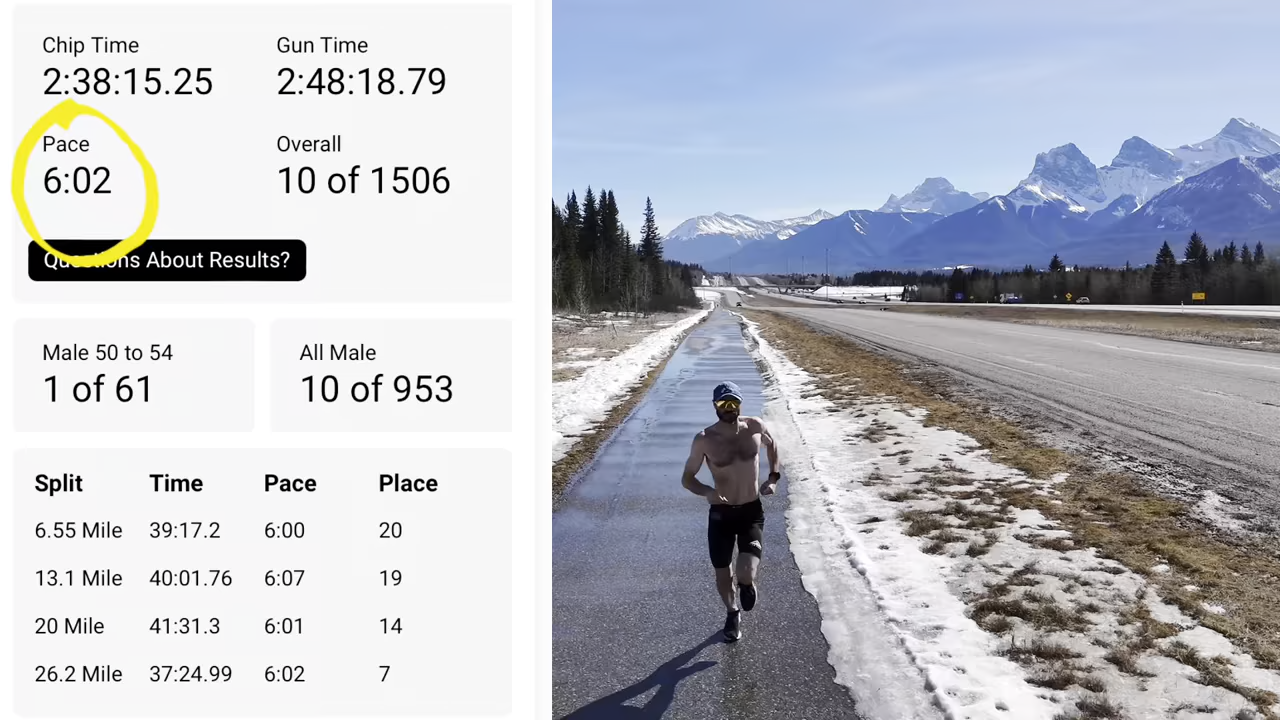 Chip Time
2:38:15.25
Gun Time
2:48:18.79
Pace
6:02
Overall
10 of 1506
Questions About Results?
Male 50 to 54
1 of 61
All Male
10 of 953
Split Time Pace Place
6.55 Mile 39:17.2 6:00 20
13.1 Mile 40:01.76 6:07 19
20 Mile 41:31.3 6:01 14
26.2 Mile 37:24.99 6:02 7